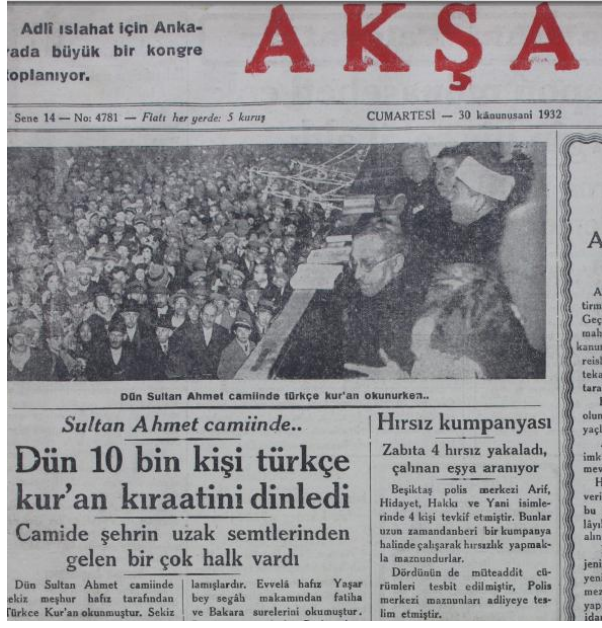 Adlî ıslahat için Anka-
rada büyük bir kongre
toplanıyor.
AKŞA
Sene 14 — No: 4781 — Fiatı her yerde: 5 kuruş
CUMARTESİ — 30 kânunusani 1932
Dün Sultan Ahmet camiinde türkçe kur'an okunurken..
Sultan Ahmet camiinde..
Dün 10 bin kişi türkçe
kur'an kıraatini dinledi
Camide şehrin uzak semtlerinden
gelen bir çok halk vardı
Dün Sultan Ahmet camiinde
sekiz meşhur hafız tarafından
Türkce Kur'an okunmuştur. Sekiz
lamışlardır. Evvelâ hafız Yaşar
bey segâh makamından fatiha
ve Bakara surelerini okumuştur.
Hırsız kumpanyası
Zabıta 4 hırsız yakaladı,
çalınan eşya aranıyor
Beşiktaş polis merkezi Arif,
Hidayet, Hakkı ve Yani isimle-
rinde 4 kişi tevkif etmiştir. Bunlar
uzun zamandanberi bir kumpanya
halinde çalışarak hırsızlık yapmak-
la maznundurlar.
Dördünün de müteaddit cü-
rümleri tesbit edilmiştir, Polis
merkezi maznunları adliyeye tes-
lim etmiştir.